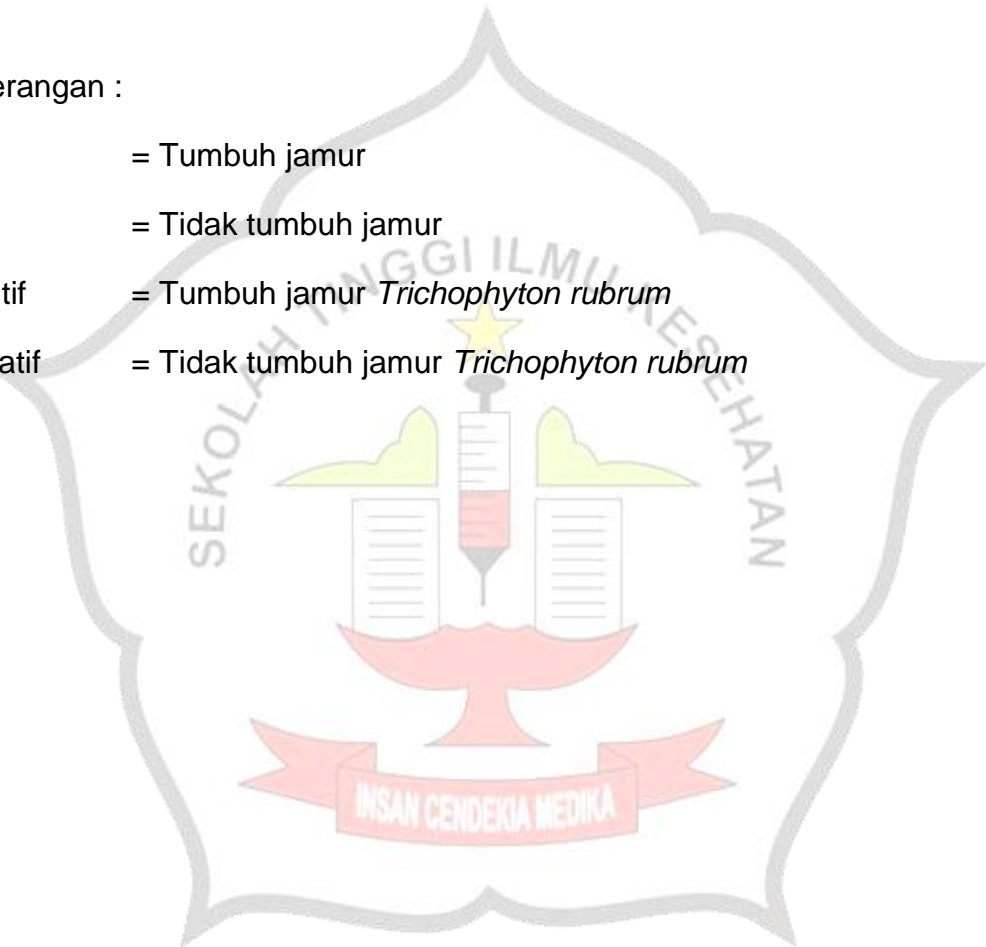 erangan :
= Tumbuh jamur
= Tidak tumbuh jamur
tif = Tumbuh jamur Trichophyton rubrum
atif = Tidak tumbuh jamur Trichophyton rubrum
SEKOLAH TINGGI ILMU KESEHATAN
INSAN CENDEKIA MEDIKA